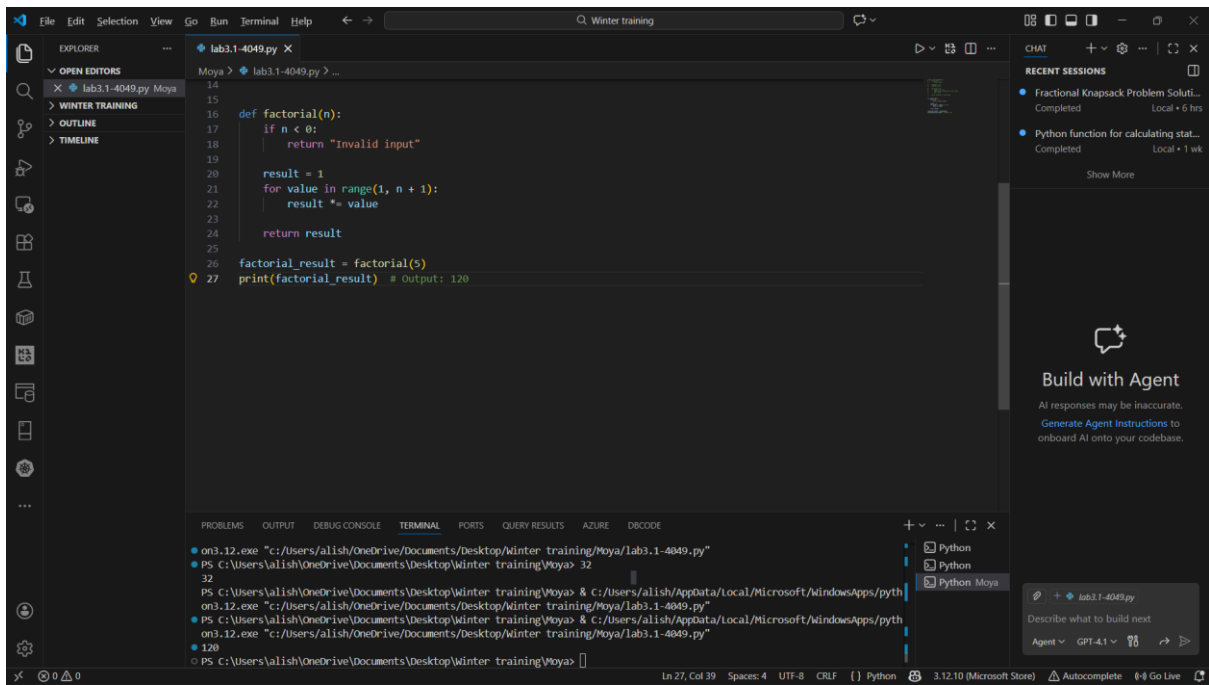 File Edit Selection View Go Run Terminal Help
Winter training
EXPLORER
OPEN EDITORS
lab3.1-4049.py Moya
WINTER TRAINING
OUTLINE
TIMELINE
lab3.1-4049.py
Moya > lab3.1-4049.py > ...
14
15
16 def factorial(n):
17 if n < 0:
18 return "Invalid input"
19
20 result = 1
21 for value in range(1, n + 1):
22 result *= value
23
24 return result
25
26 factorial_result = factorial(5)
27 print(factorial_result) # Output: 120
PROBLEMS OUTPUT DEBUG CONSOLE TERMINAL PORTS QUERY RESULTS AZURE DBCODE
on3.12.exe "c:/Users/alish/OneDrive/Documents/Desktop/Winter training/Moya/lab3.1-4049.py"
PS C:\Users\alish\OneDrive\Documents\Desktop\Winter training\Moya> 32
32
PS C:\Users\alish\OneDrive\Documents\Desktop\Winter training\Moya> & C:/Users/alish/AppData/Local/Microsoft/WindowsApps/pyth
on3.12.exe "c:/Users/alish/OneDrive/Documents/Desktop/Winter training/Moya/lab3.1-4049.py"
PS C:\Users\alish\OneDrive\Documents\Desktop\Winter training\Moya> & C:/Users/alish/AppData/Local/Microsoft/WindowsApps/pyth
on3.12.exe "c:/Users/alish/OneDrive/Documents/Desktop/Winter training/Moya/lab3.1-4049.py"
120
PS C:\Users\alish\OneDrive\Documents\Desktop\Winter training\Moya>
Python
Python
Python Moya
CHAT
RECENT SESSIONS
Fractional Knapsack Problem Soluti...
Completed Local • 6 hrs
Python function for calculating stat...
Completed Local • 1 wk
Show More
Build with Agent
AI responses may be inaccurate.
Generate Agent Instructions to
onboard AI onto your codebase.
lab3.1-4049.py
Describe what to build next
Agent GPT-4.1
0 0 Ln 27, Col 39 Spaces: 4 UTF-8 CRLF {} Python 3.12.10 (Microsoft Store) Autocomplete Go Live